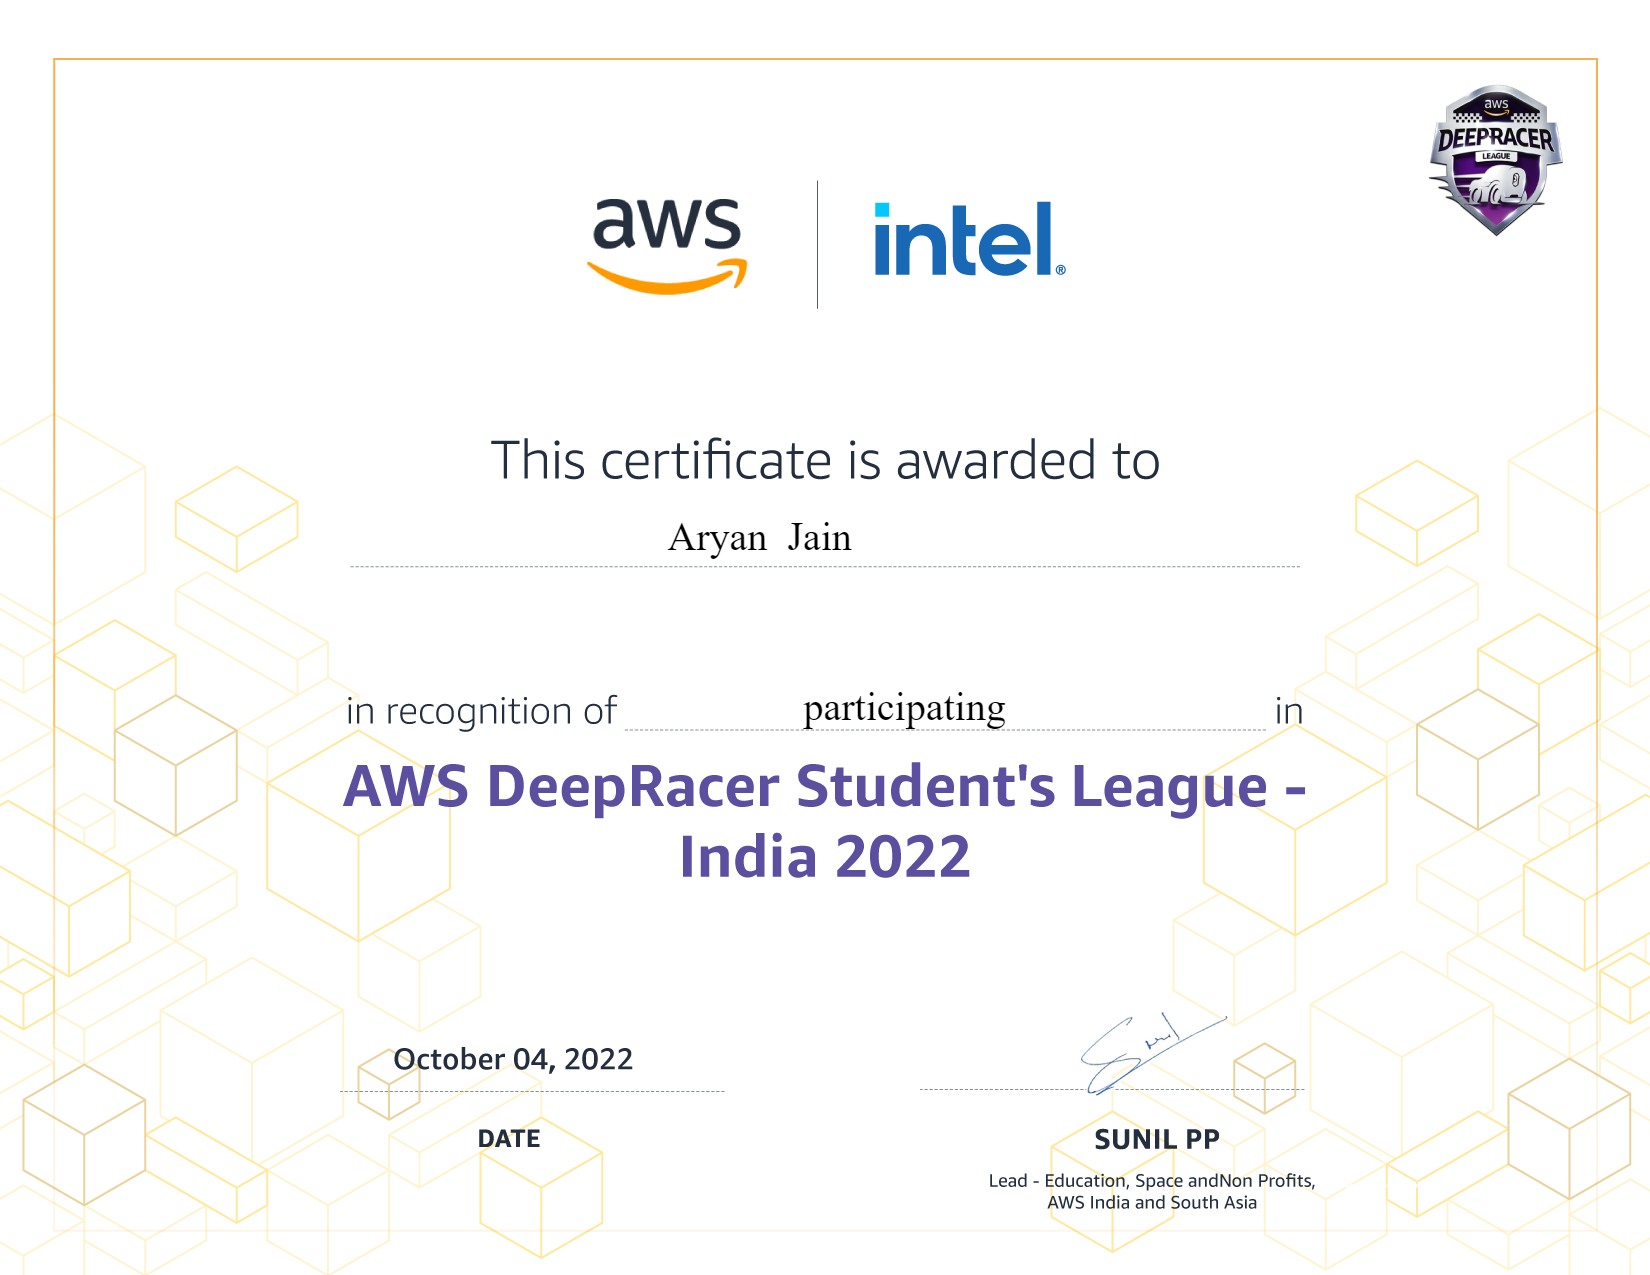 aws
DEEPRACER
LEAGUE
aws
intel®
This certificate is awarded to
Aryan Jain
in recognition of participating in
AWS DeepRacer Student's League -
India 2022
October 04, 2022
DATE
SUNIL PP
Lead - Education, Space andNon Profits,
AWS India and South Asia